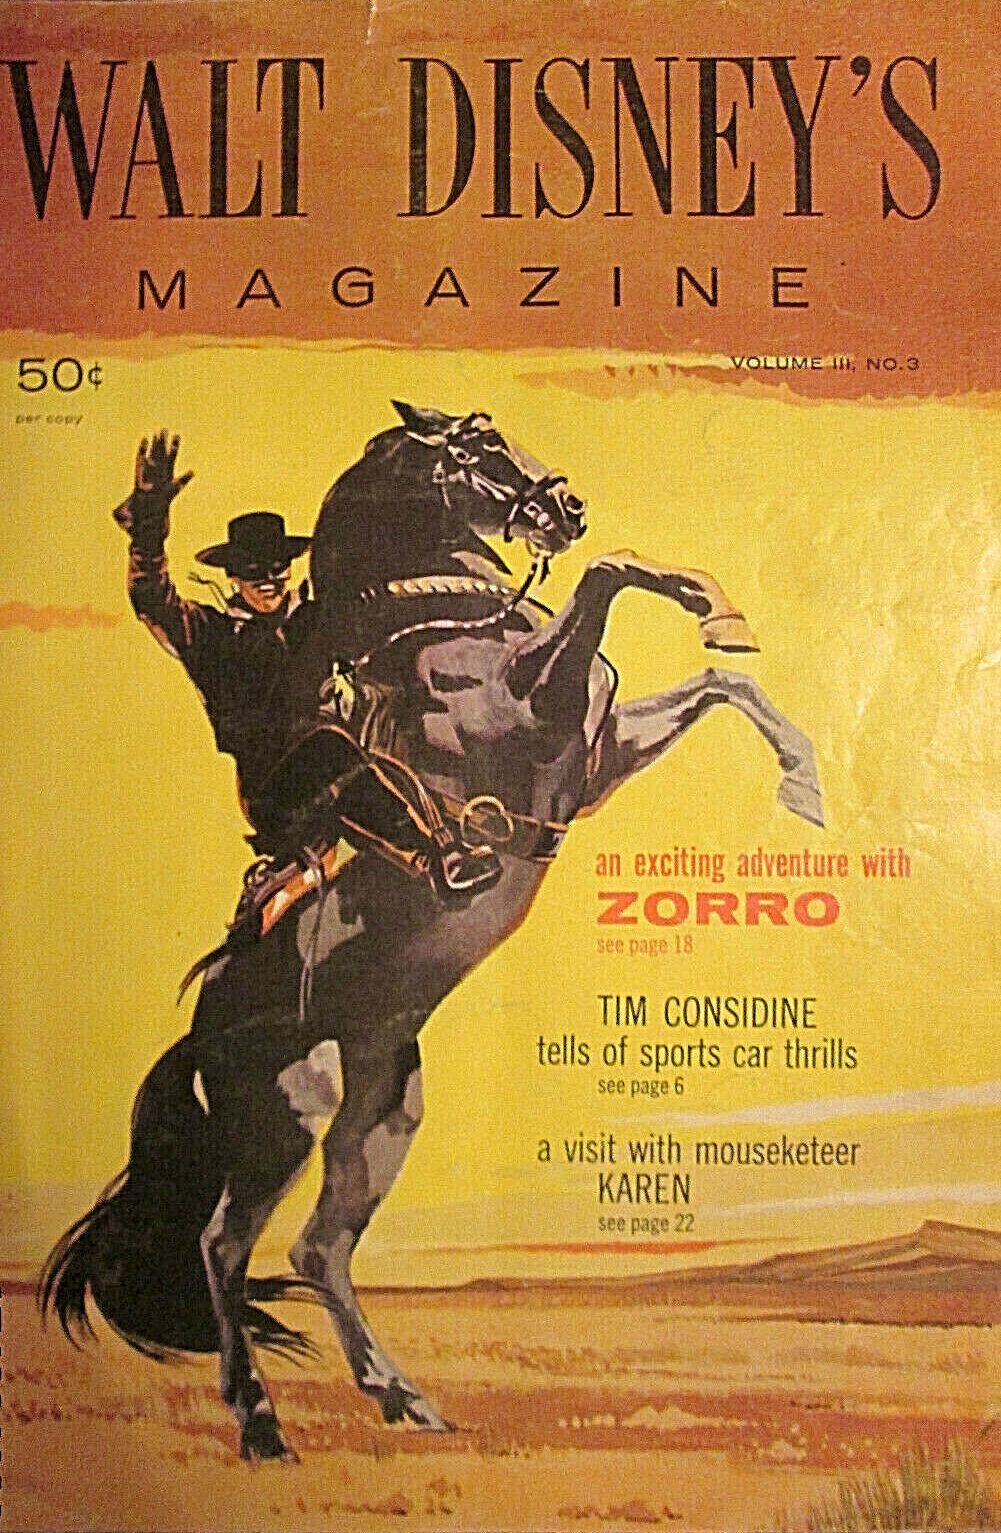 WALT DISNEY'S
MAGAZINE
50¢
per copy
VOLUME III, NO.3
an exciting adventure with
ZORRO
see page 18
TIM CONSIDINE
tells of sports car thrills
see page 6
a visit with mouseketeer
KAREN
see page 22